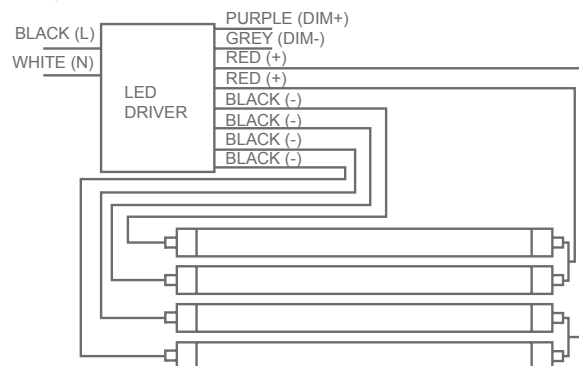 PURPLE (DIM+)
BLACK (L)
GREY (DIM-)
RED (+)
WHITE (N)
RED (+)
LED
DRIVER
BLACK (-)
BLACK (-)
BLACK (-)
BLACK (-)